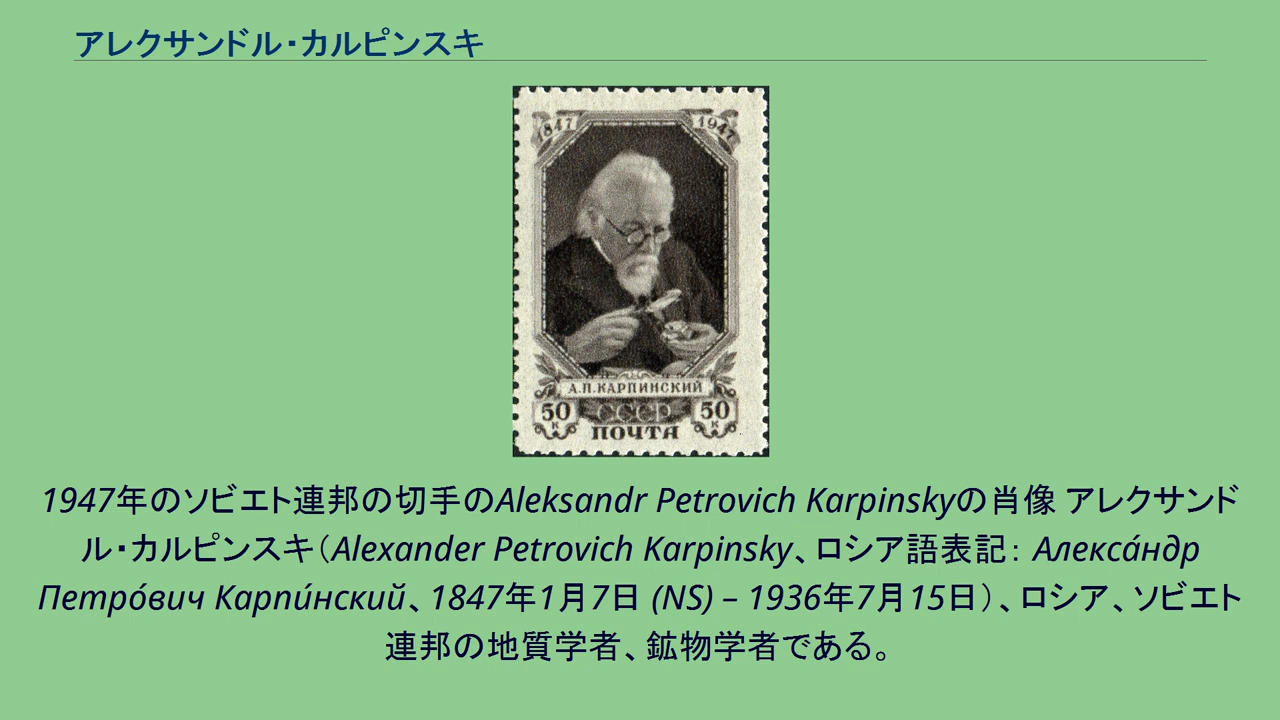 アレクサンドル・カルピンスキ
1847
1947
А.П.КАРПИНСКИЙ
50 СССР 50
К К
ПОЧТА
1947年のソビエト連邦の切手のAleksandr Petrovich Karpinskyの肖像 アレクサンド
ル・カルピンスキ（Alexander Petrovich Karpinsky、ロシア語表記： Алекса́ндр
Петро́вич Карпи́нский、1847年1月7日 (NS) – 1936年7月15日）、ロシア、ソビエト
連邦の地質学者、鉱物学者である。